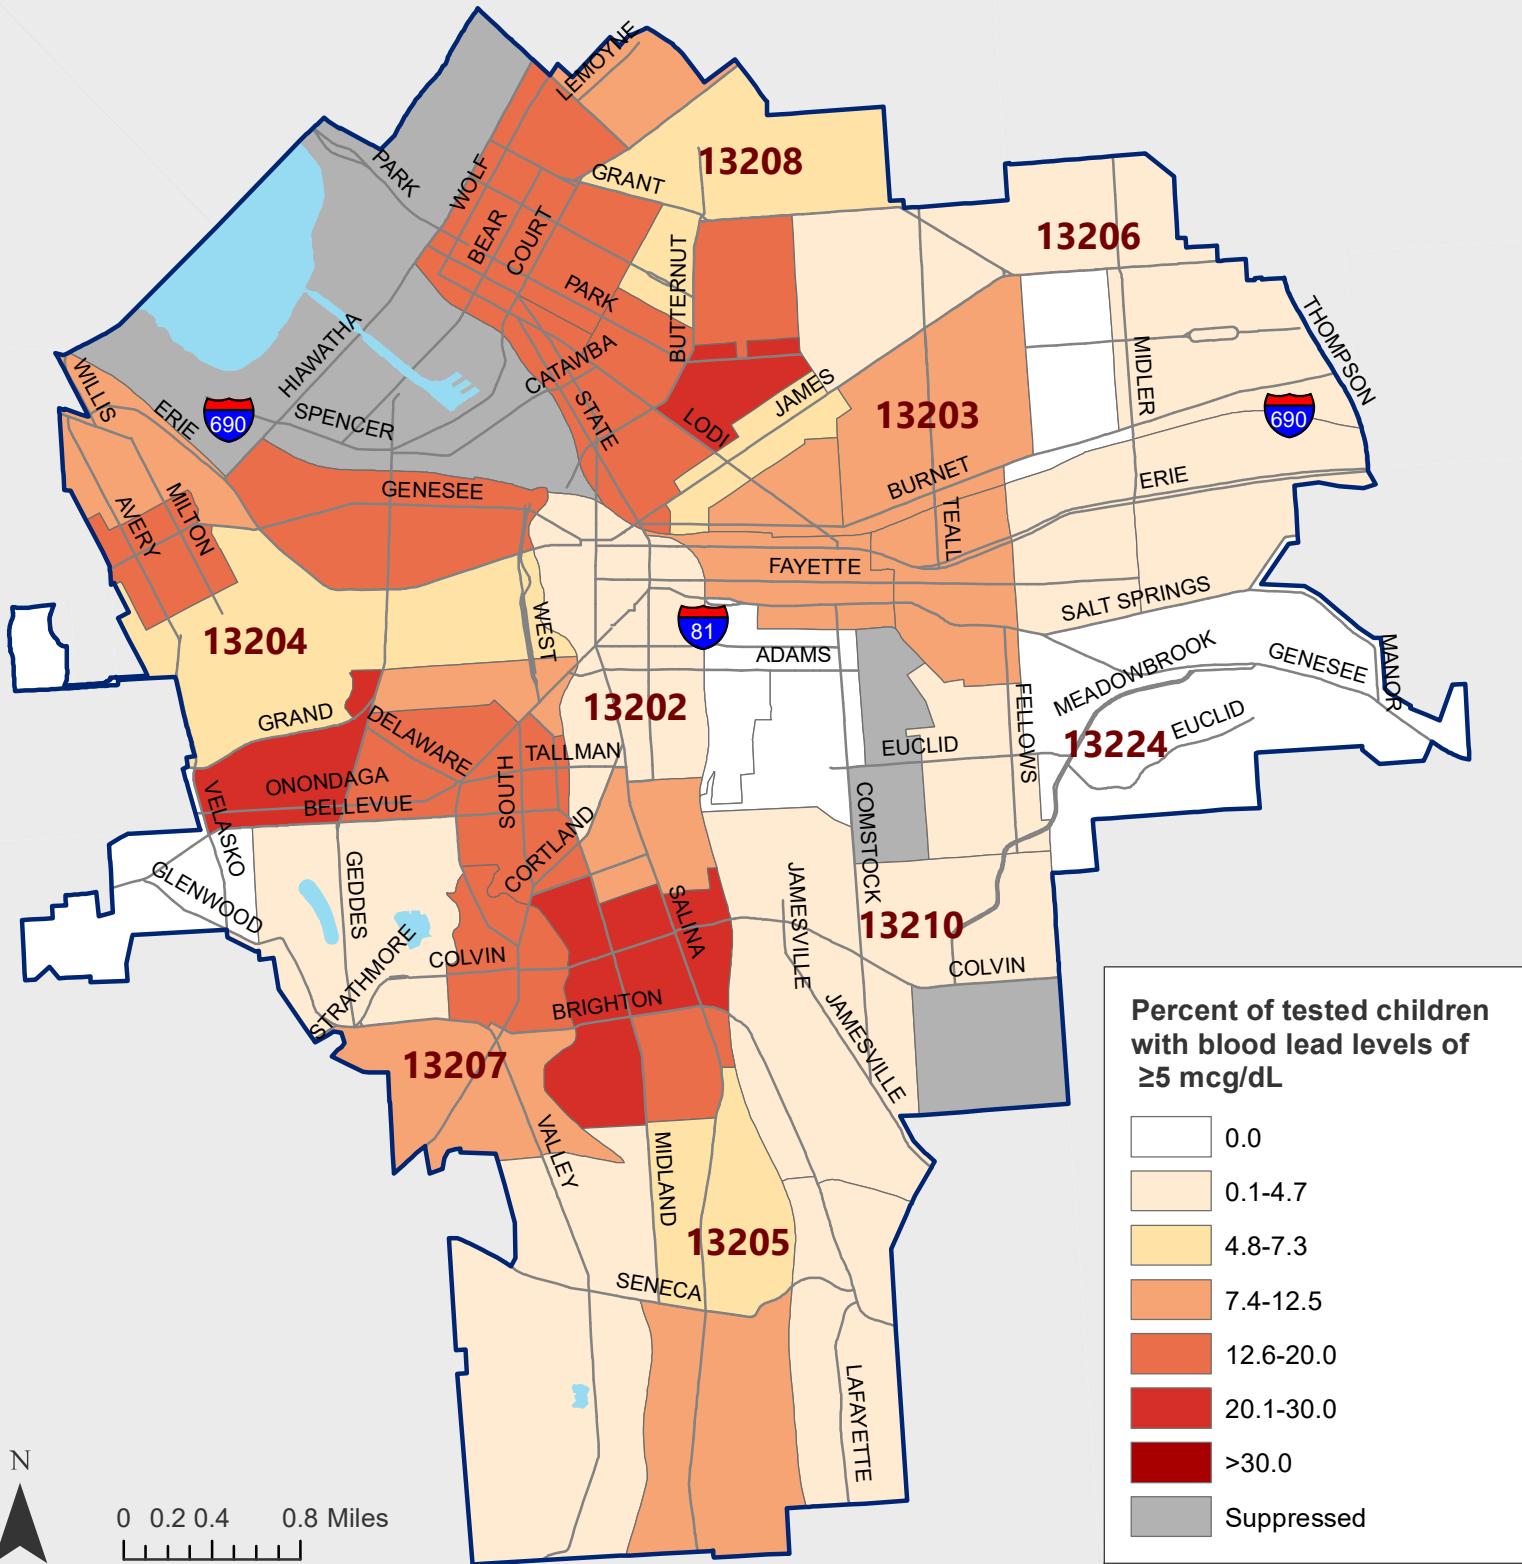 LEMOYNE
PARK
WOLF
GRANT
13208
BEAR
COURT
13206
BUTTERNUT
PARK
HIAWATHA
THOMPSON
WILLIS
CATAWBA
MIDLER
JAMES
ERIE
690
SPENCER
STATE
LODI
13203
690
AVERY
MILTON
GENESEE
BURNET
ERIE
TEALL
FAYETTE
SALT SPRINGS
13204
WEST
81
ADAMS
MEADOWBROOK
GENESEE
MANOR
GRAND
DELAWARE
13202
FELLOWS
EUCLID
TALLMAN
EUCLID
13224
ONONDAGA
BELLEVUE
SOUTH
VELASKO
COMSTOCK
CORTLAND
GLENWOOD
GEDDES
SALINA
JAMESVILLE
13210
STRATHMORE
COLVIN
COLVIN
BRIGHTON
JAMESVILLE
13207
VALLEY
MIDLAND
13205
SENECA
LAFAYETTE
Percent of tested children
with blood lead levels of
≥5 mcg/dL
0.0
0.1-4.7
4.8-7.3
7.4-12.5
12.6-20.0
20.1-30.0
>30.0
Suppressed
N
0 0.2 0.4 0.8 Miles